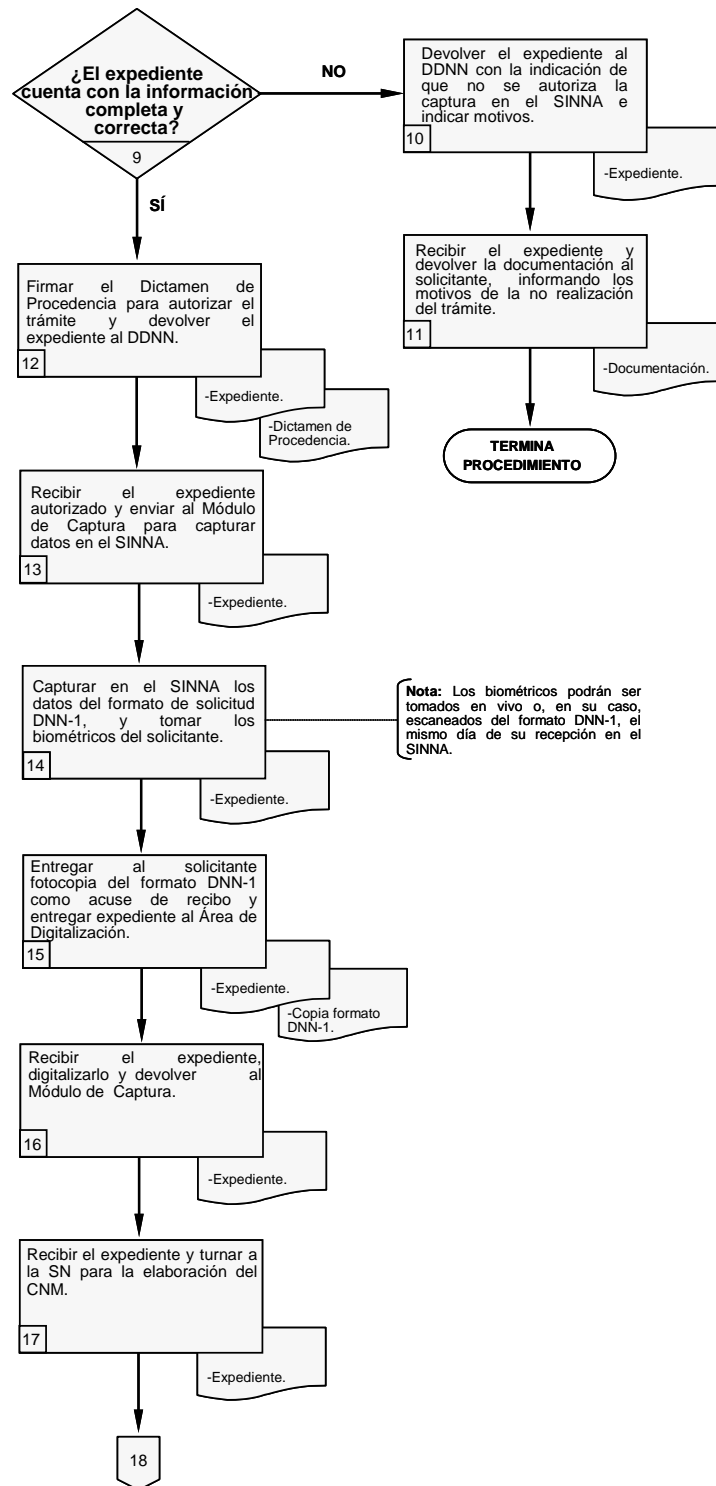 ¿El expediente
cuenta con la información
completa y
correcta?
9
NO
Devolver el expediente al
DDNN con la indicación de
que no se autoriza la
captura en el SINNA e
indicar motivos.
10
-Expediente.
SÍ
Recibir el expediente y
devolver la documentación al
solicitante, informando los
motivos de la no realización
del trámite.
11
-Documentación.
TERMINA
PROCEDIMIENTO
Firmar el Dictamen de
Procedencia para autorizar el
trámite y devolver el
expediente al DDNN.
12
-Expediente.
-Dictamen de
Procedencia.
Recibir el expediente
autorizado y enviar al Módulo
de Captura para capturar
datos en el SINNA.
13
-Expediente.
Capturar en el SINNA los
datos del formato de solicitud
DNN-1, y tomar los
biométricos del solicitante.
14
-Expediente.
Nota: Los biométricos podrán ser
tomados en vivo o, en su caso,
escaneados del formato DNN-1, el
mismo día de su recepción en el
SINNA.
Entregar al solicitante
fotocopia del formato DNN-1
como acuse de recibo y
entregar expediente al Área de
Digitalización.
15
-Expediente.
-Copia formato
DNN-1.
Recibir el expediente,
digitalizarlo y devolver al
Módulo de Captura.
16
-Expediente.
Recibir el expediente y turnar a
la SN para la elaboración del
CNM.
17
-Expediente.
18